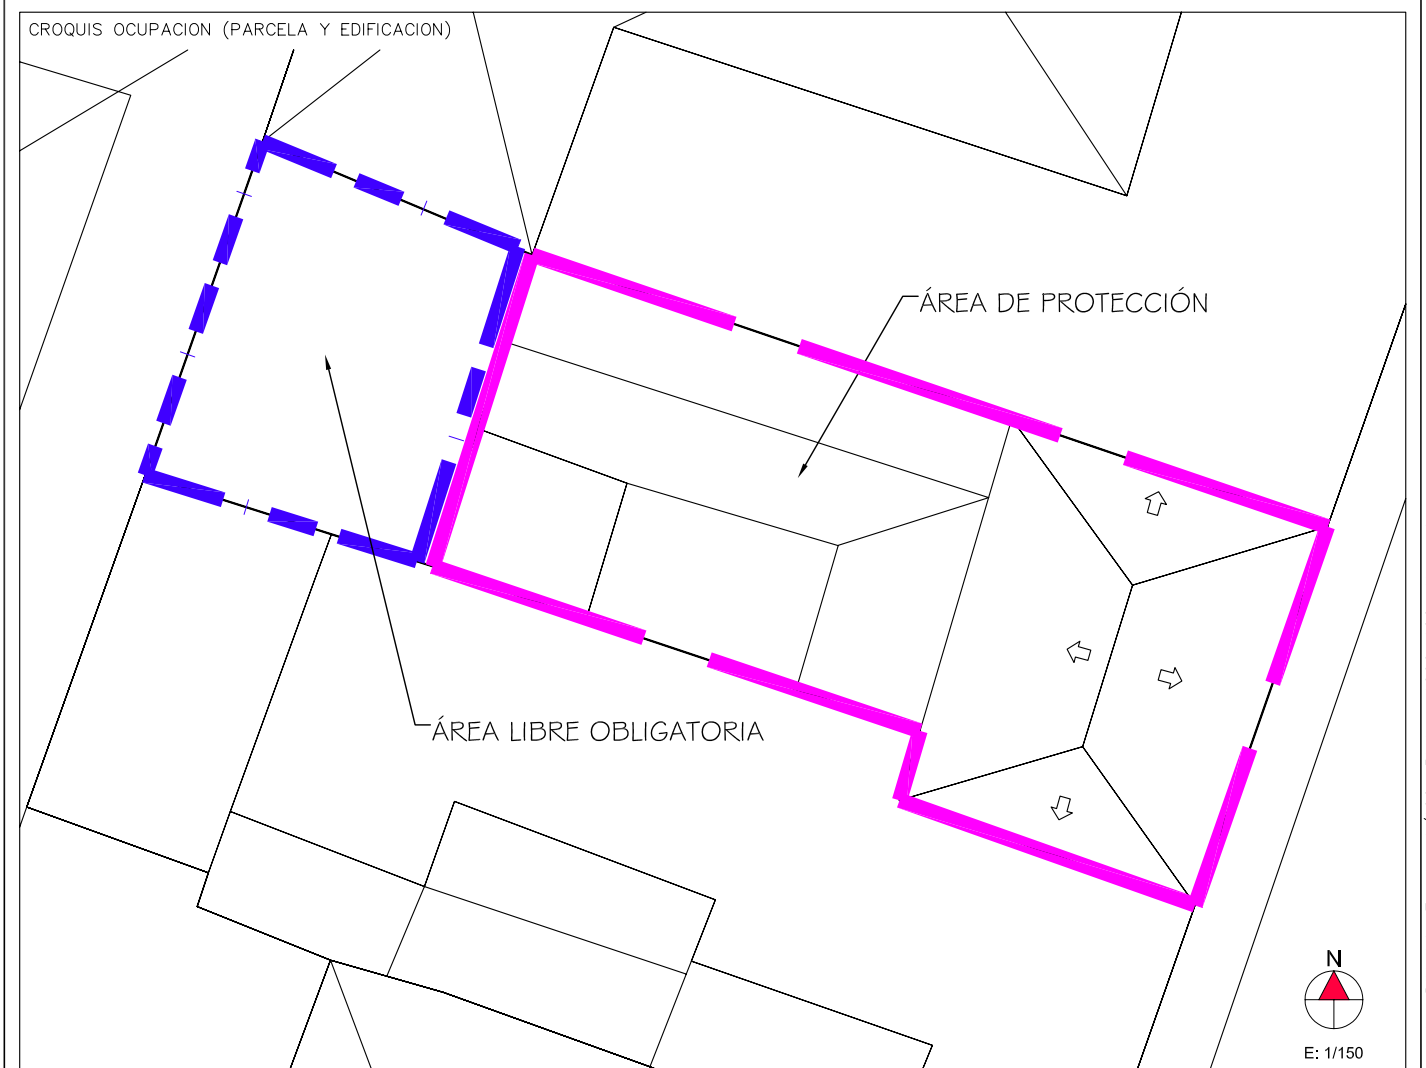 CROQUIS OCUPACION (PARCELA Y EDIFICACION)
ÁREA DE PROTECCIÓN
ÁREA LIBRE OBLIGATORIA
N
E: 1/150